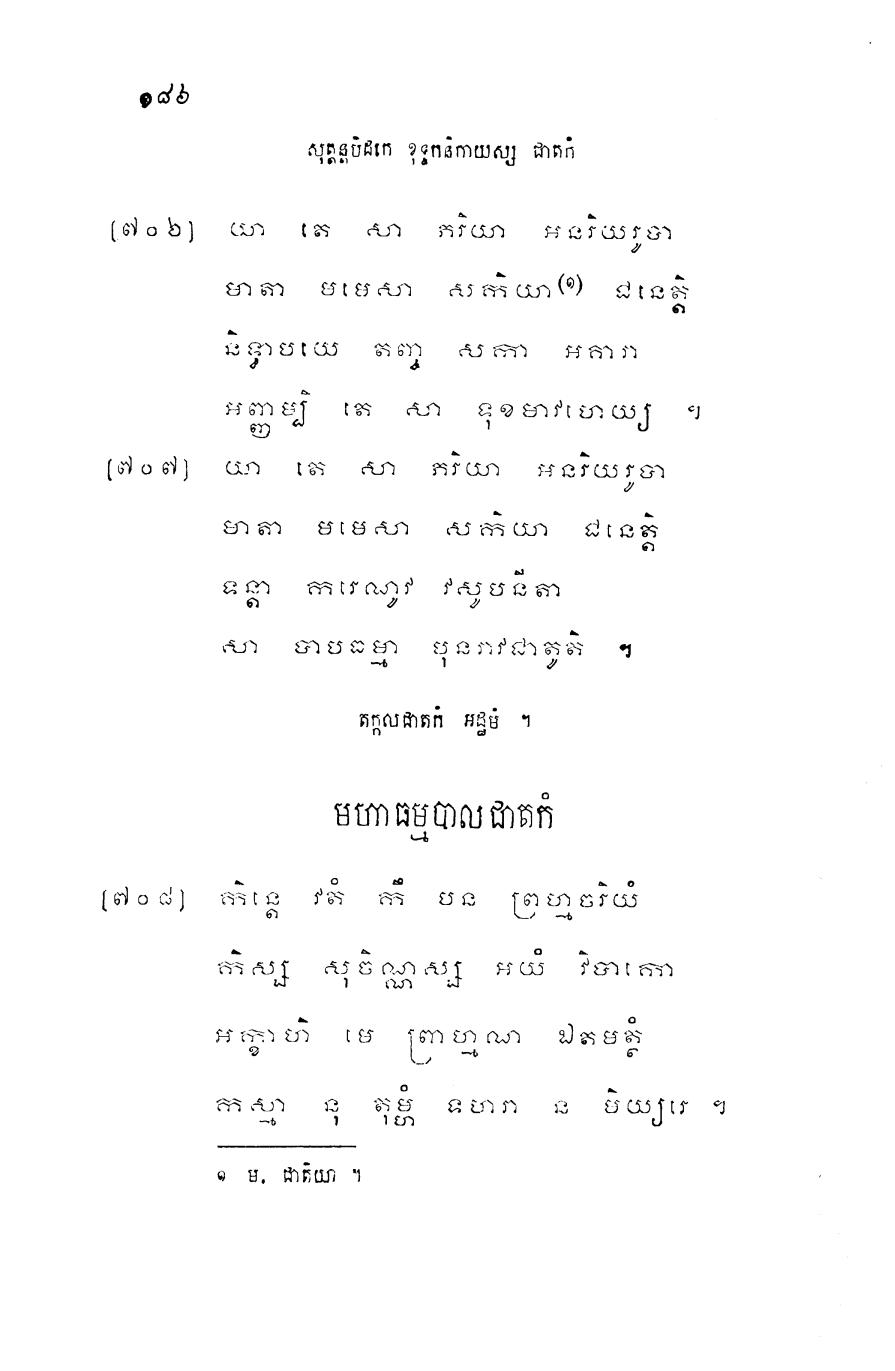 ១៨៦
សុត្តន្តបិដកេ ខុទ្ទកនិកាយស្ស ជាតកំ
[៧០៦] យា តេ សា ភរិយា អនរិយរូបា
មាតា មមេសា សកិយា(១) ជនេត្តិ
និទ្ធាបយេ តញ្ច សកា អគារា
អញ្ញម្បិ តេ សា ទុខមាវហេយ្យ ។
[៧០៧] យា តេ សា ភរិយា អនរិយរូបា
មាតា មមេសា សកិយា ជនេត្តិ
ទន្តា ករេណូវ វសូបនីតា
សា បាបធម្មា បុនរាវជាតូតិ ។
តក្កលជាតកំ អដ្ឋមំ ។
មហាធម្មបាលជាតកំ
[៧០៨] កិន្តេ វតំ កឹ បន ព្រហ្មចរិយំ
កិស្ស សុចិណ្ណស្ស អយំ វិបាកោ
អក្ខាហិ មេ ព្រាហ្មណ ឯតមត្ថំ
កស្មា នុ តុម្ហំ ទហរា ន មិយ្យរេ ។
១ ម. ជាតិយា ។